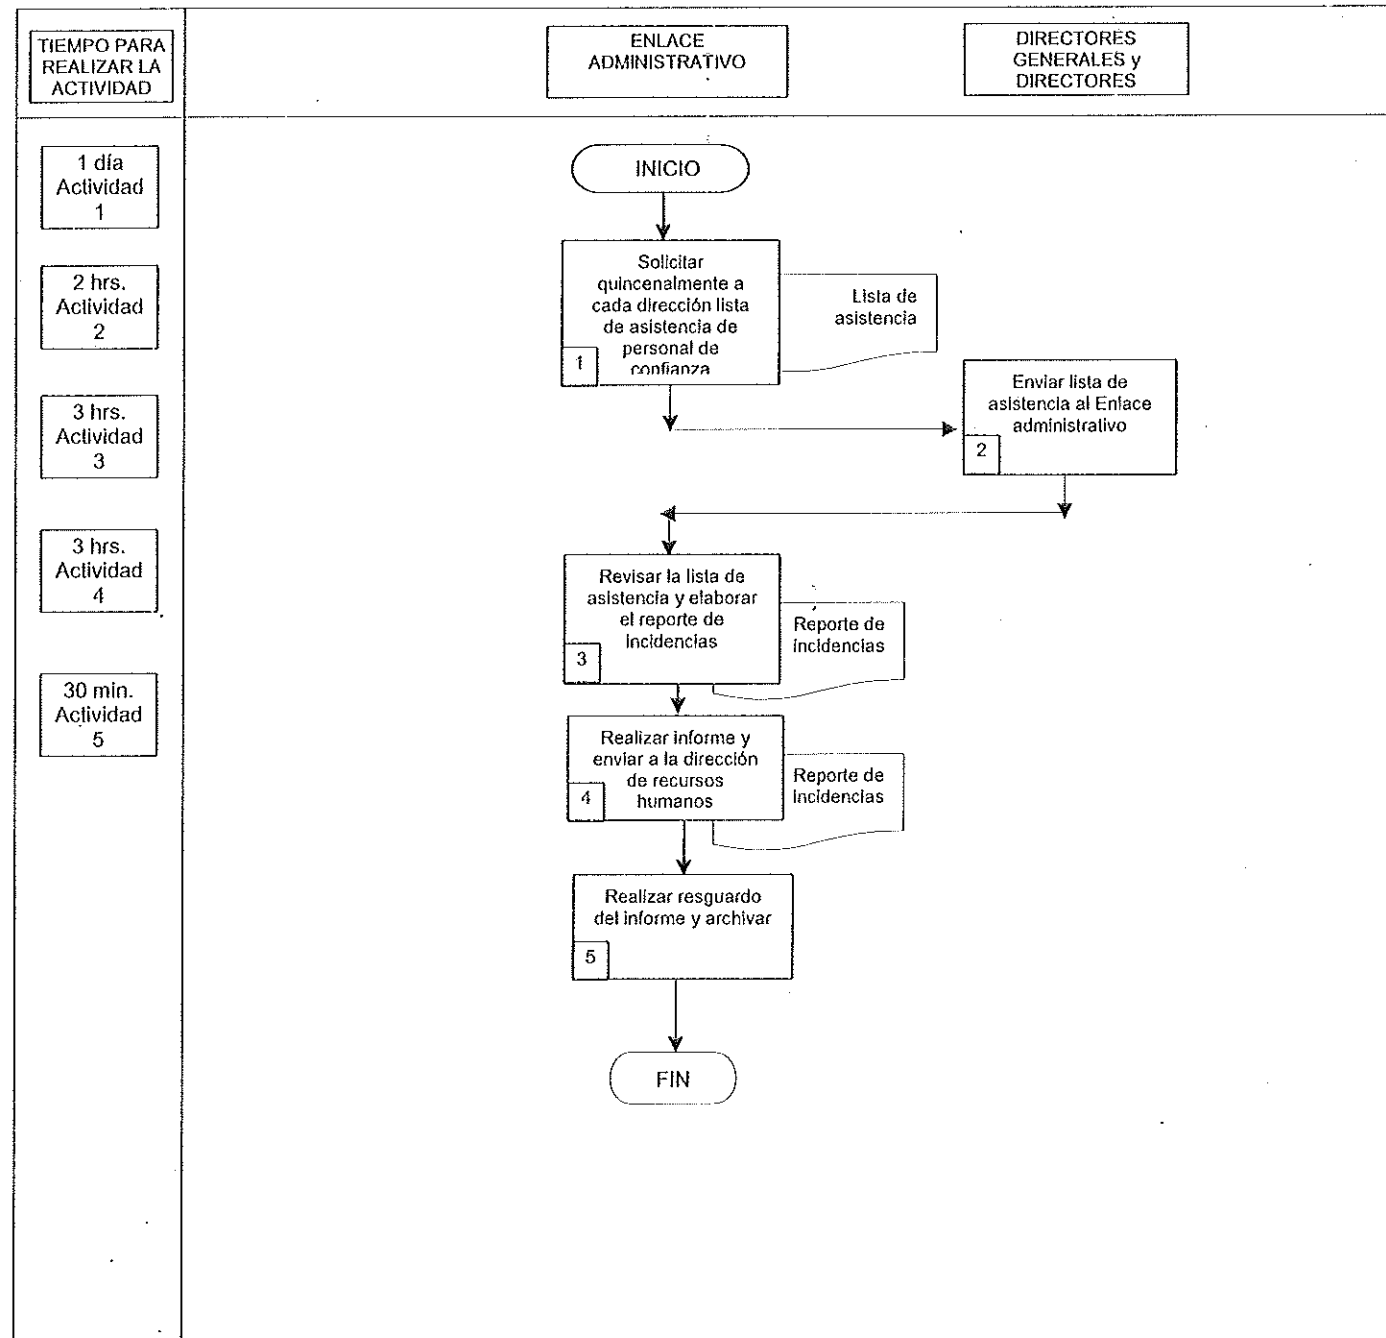 TIEMPO PARA
REALIZAR LA
ACTIVIDAD
ENLACE
ADMINISTRATIVO
DIRECTORES
GENERALES y
DIRECTORES
1 día
Actividad
1
2 hrs.
Actividad
2
3 hrs.
Actividad
3
3 hrs.
Actividad
4
30 min.
Actividad
5
INICIO
Solicitar
quincenalmente a
cada dirección lista
de asistencia de
personal de
confianza
1
Lista de
asistencia
Enviar lista de
asistencia al Enlace
administrativo
2
Revisar la lista de
asistencia y elaborar
el reporte de
incidencias
3
Reporte de
incidencias
Realizar informe y
enviar a la dirección
de recursos
humanos
4
Reporte de
incidencias
Realizar resguardo
del informe y archivar
5
FIN